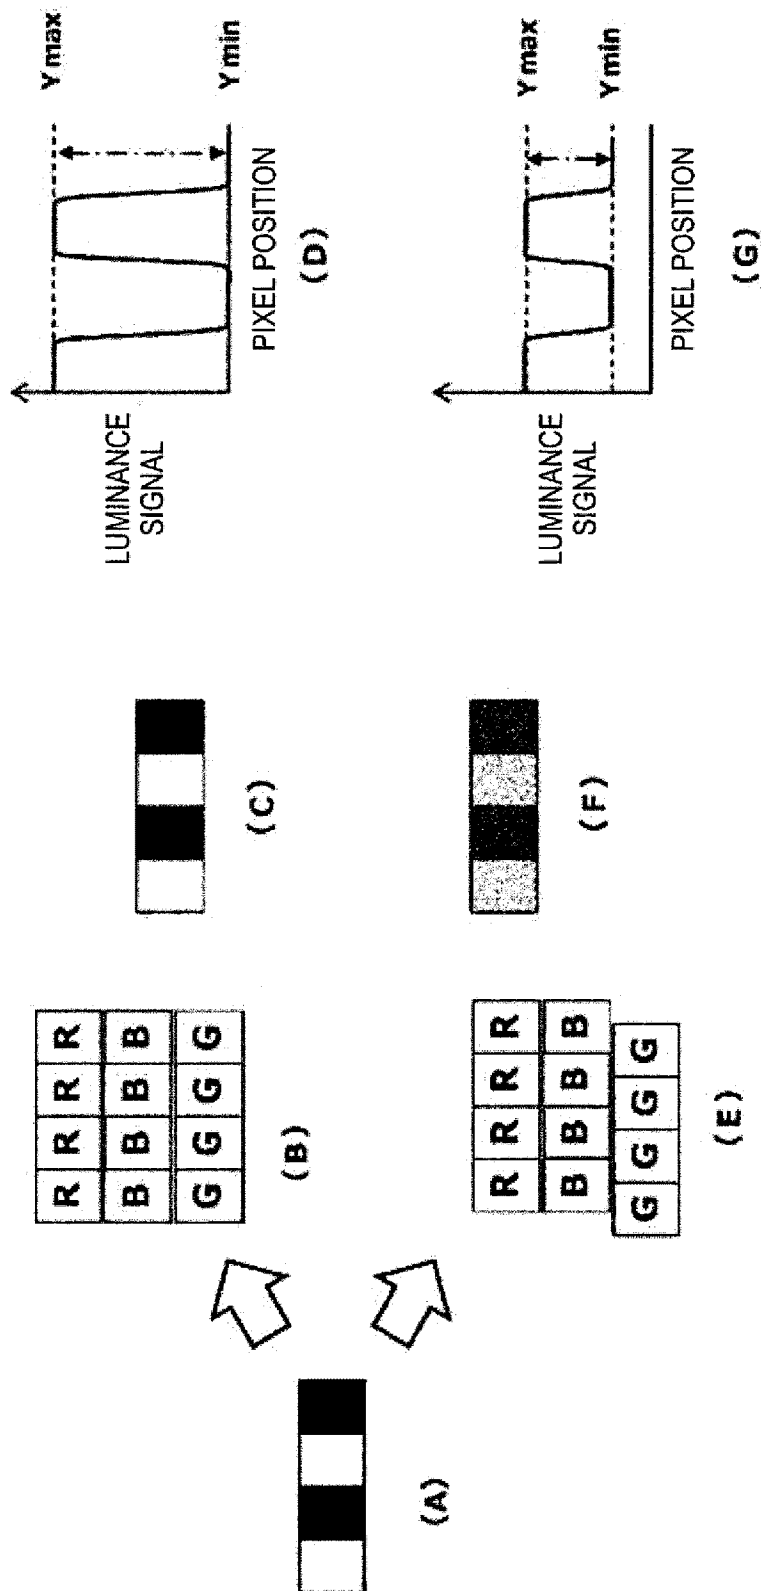 R R R R
B B B B
G G G G
(B)
(C)
LUMINANCE
SIGNAL
Y max
Y min
PIXEL POSITION
(D)
(A)
R R R R
B B B B
G G G G
(E)
(F)
LUMINANCE
SIGNAL
Y max
Y min
PIXEL POSITION
(G)